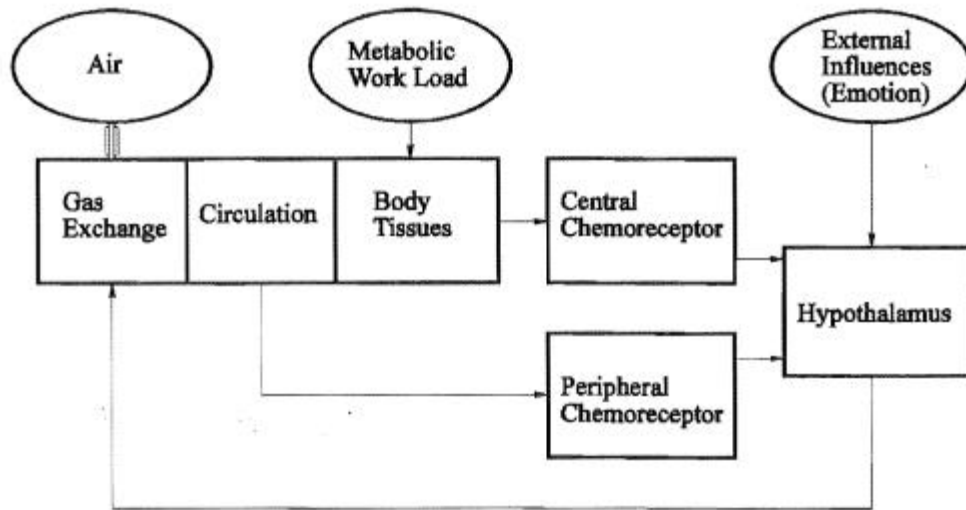 Air
Metabolic
Work Load
External
Influences
(Emotion)
Gas
Exchange
Circulation
Body
Tissues
Central
Chemoreceptor
Hypothalamus
Peripheral
Chemoreceptor